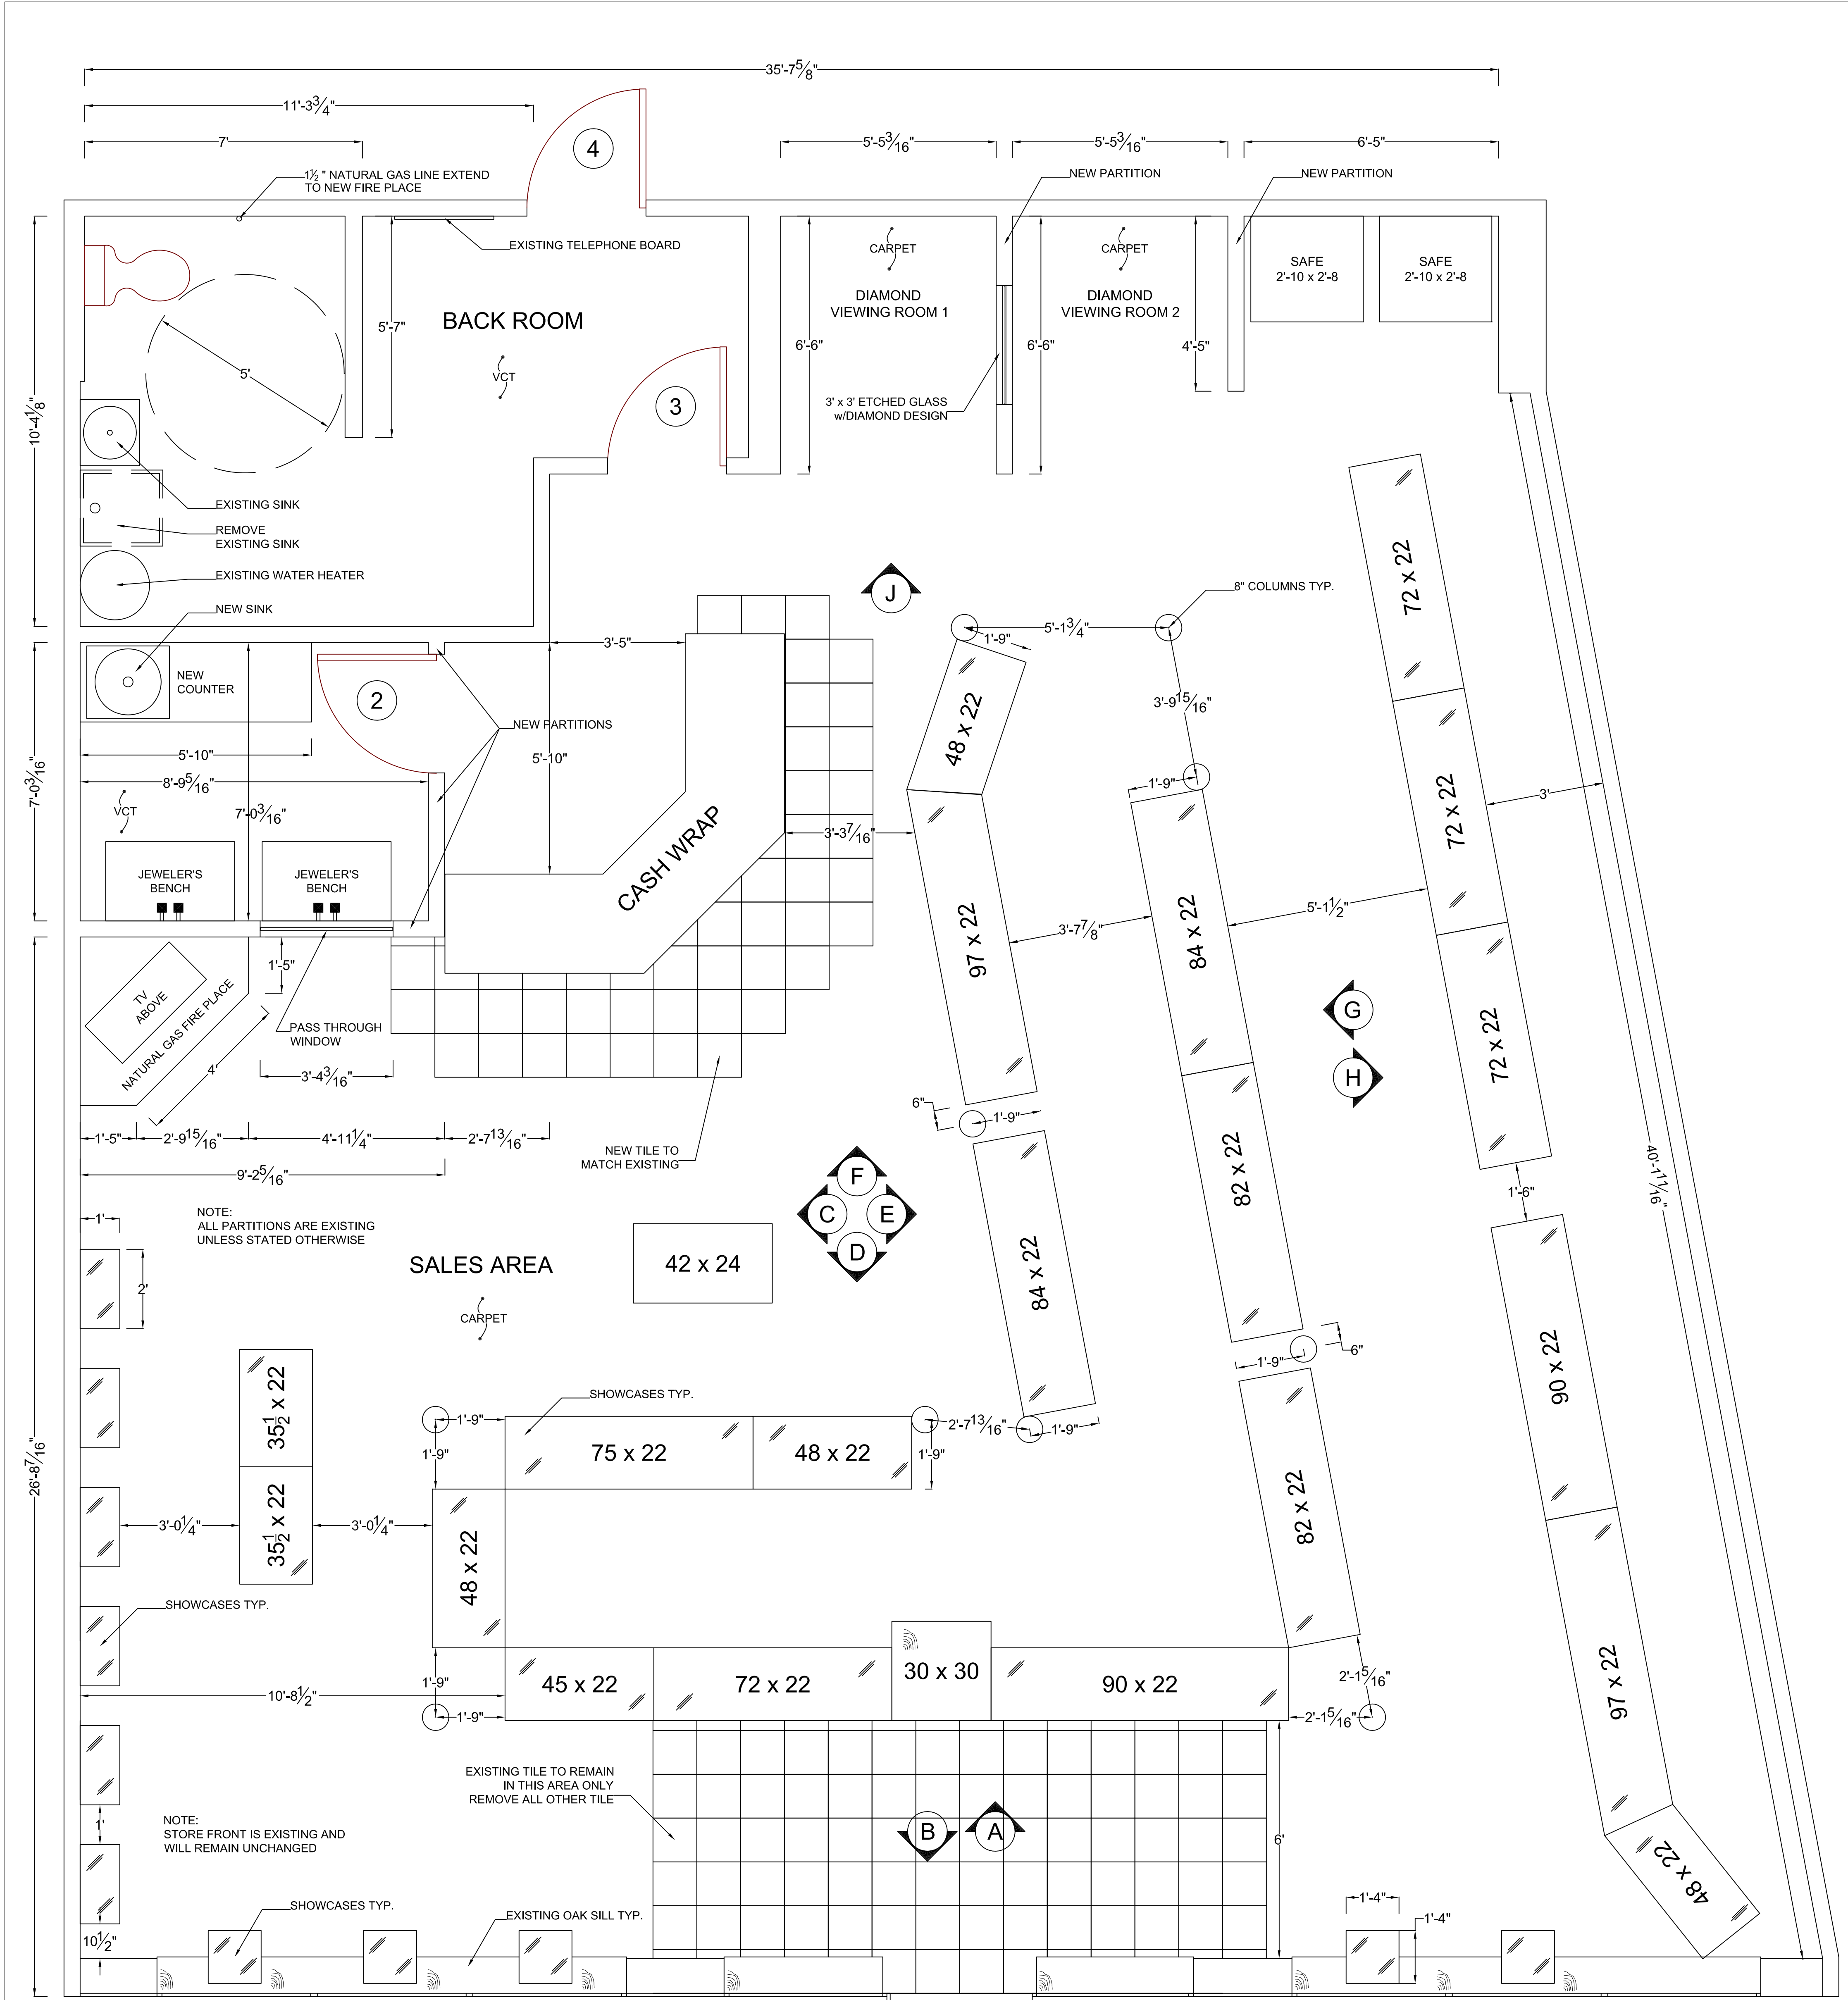 35'-7 5/8"
11'-3 3/4"
7'
5'-5 3/16"
5'-5 3/16"
6'-5"
4
1½ " NATURAL GAS LINE EXTEND
TO NEW FIRE PLACE
NEW PARTITION
NEW PARTITION
EXISTING TELEPHONE BOARD
CARPET
CARPET
SAFE
2'-10 x 2'-8
SAFE
2'-10 x 2'-8
DIAMOND
VIEWING ROOM 1
DIAMOND
VIEWING ROOM 2
BACK ROOM
5'-7"
6'-6"
6'-6"
4'-5"
5'
VCT
3
3' x 3' ETCHED GLASS
w/DIAMOND DESIGN
10'-4 1/8"
EXISTING SINK
REMOVE
EXISTING SINK
EXISTING WATER HEATER
NEW SINK
J
8" COLUMNS TYP.
72 x 22
5'-1 3/4"
1'-9"
3'-5"
NEW
COUNTER
2
NEW PARTITIONS
48 x 22
3'-9 15/16"
5'-10"
5'-10"
8'-9 5/16"
7'-0 3/16"
7'-0 3/16"
VCT
1'-9"
72 x 22
3'
CASH WRAP
3'-3 7/16"
JEWELER'S
BENCH
JEWELER'S
BENCH
97 x 22
3'-7 7/8"
84 x 22
5'-1 1/2"
1'-5"
TV
ABOVE
NATURAL GAS FIRE PLACE
4'
PASS THROUGH
WINDOW
3'-4 3/16"
G
H
72 x 22
6"
1'-9"
1'-5"
2'-9 15/16"
4'-11 1/4"
2'-7 13/16"
9'-2 5/16"
NEW TILE TO
MATCH EXISTING
F
C
E
D
82 x 22
1'-6"
40'-1 11/16"
1'
NOTE:
ALL PARTITIONS ARE EXISTING
UNLESS STATED OTHERWISE
2'
SALES AREA
42 x 24
84 x 22
CARPET
6"
1'-9"
90 x 22
35 1/2 x 22
35 1/2 x 22
SHOWCASES TYP.
1'-9"
1'-9"
75 x 22
48 x 22
1'-9"
2'-7 13/16"
1'-9"
26'-8 7/16"
3'-0 1/4"
3'-0 1/4"
48 x 22
82 x 22
SHOWCASES TYP.
10'-8 1/2"
1'-9"
1'-9"
45 x 22
72 x 22
30 x 30
90 x 22
2'-1 5/16"
2'-1 5/16"
97 x 22
EXISTING TILE TO REMAIN
IN THIS AREA ONLY
REMOVE ALL OTHER TILE
1'
NOTE:
STORE FRONT IS EXISTING AND
WILL REMAIN UNCHANGED
B
A
6'
48 x 22
SHOWCASES TYP.
EXISTING OAK SILL TYP.
10 1/2"
1'-4"
1'-4"